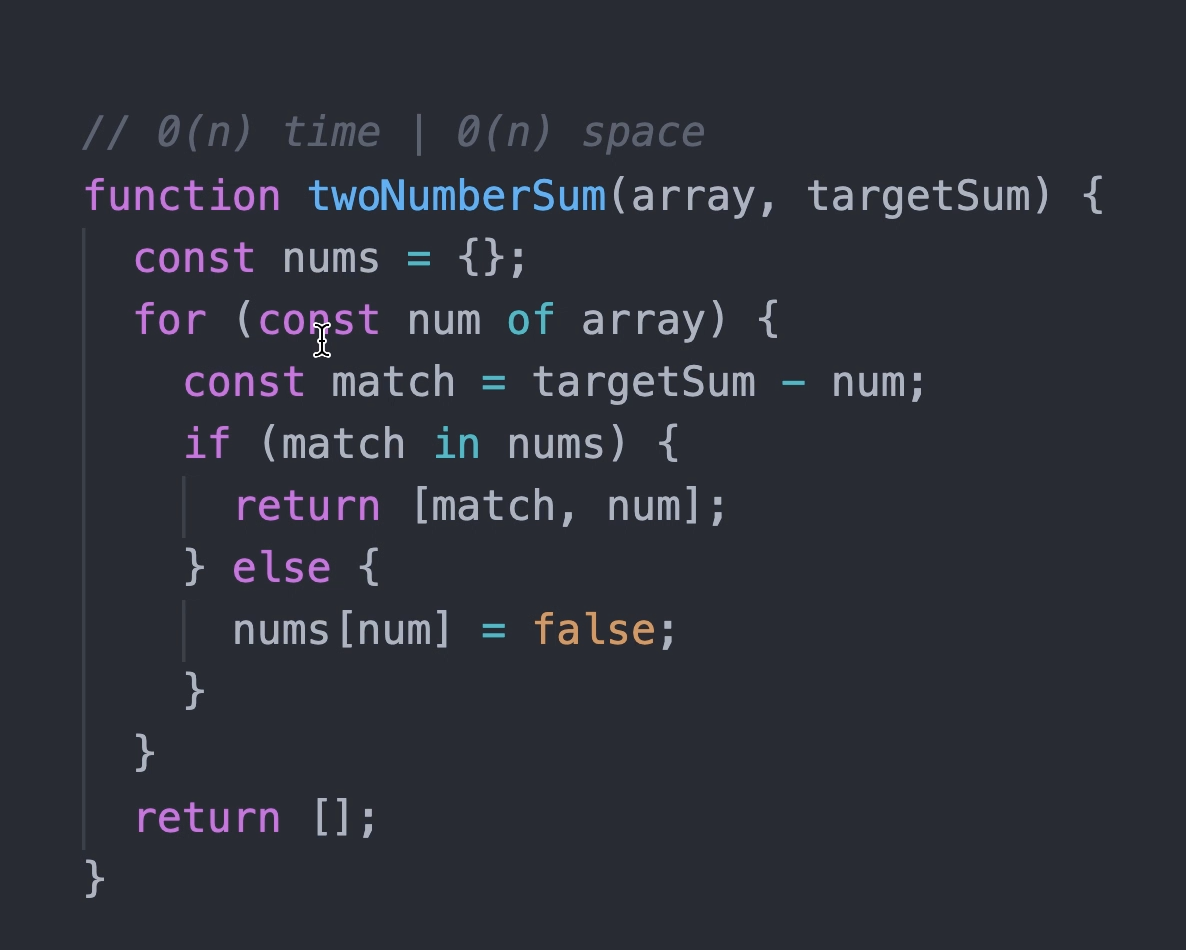 // O(n) time | O(n) space
function twoNumberSum(array, targetSum) {
  const nums = {};
  for (const num of array) {
    const match = targetSum - num;
    if (match in nums) {
      return [match, num];
    } else {
      nums[num] = false;
    }
  }
  return [];
}